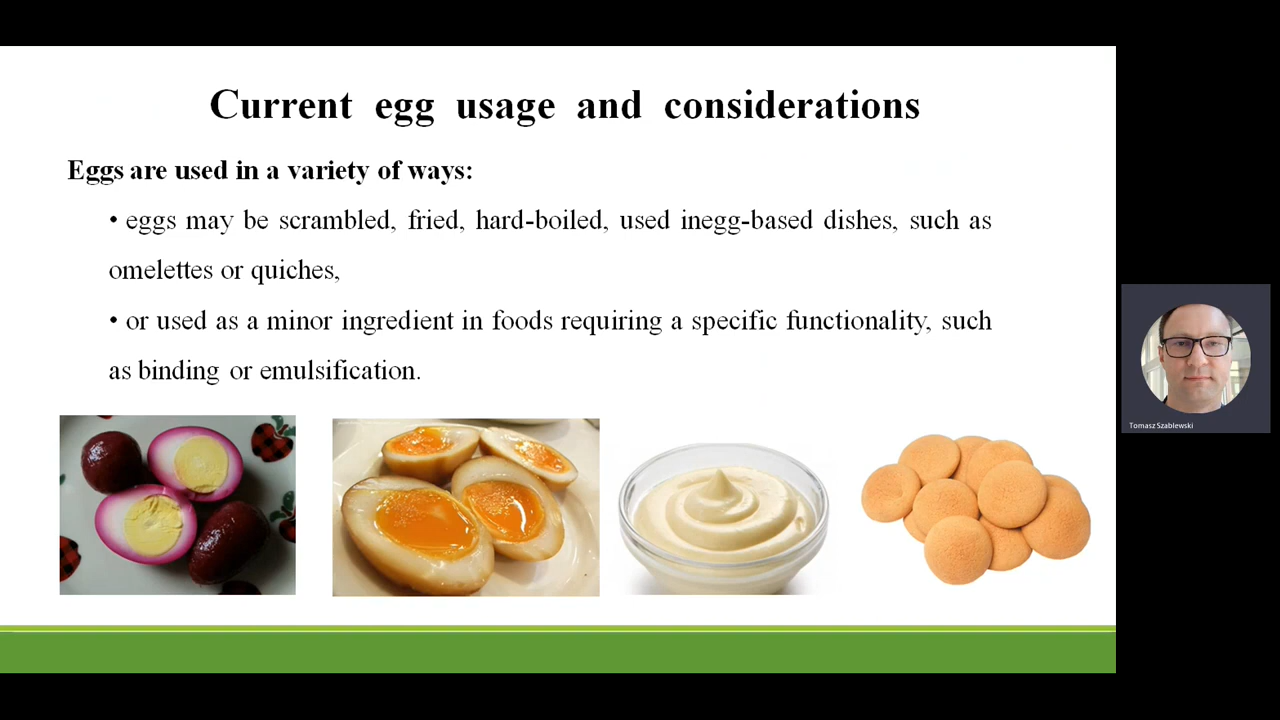 Current egg usage and considerations
Eggs are used in a variety of ways:
• eggs may be scrambled, fried, hard-boiled, used inegg-based dishes, such as
omelettes or quiches,
• or used as a minor ingredient in foods requiring a specific functionality, such
as binding or emulsification.
Tomasz Szablewski